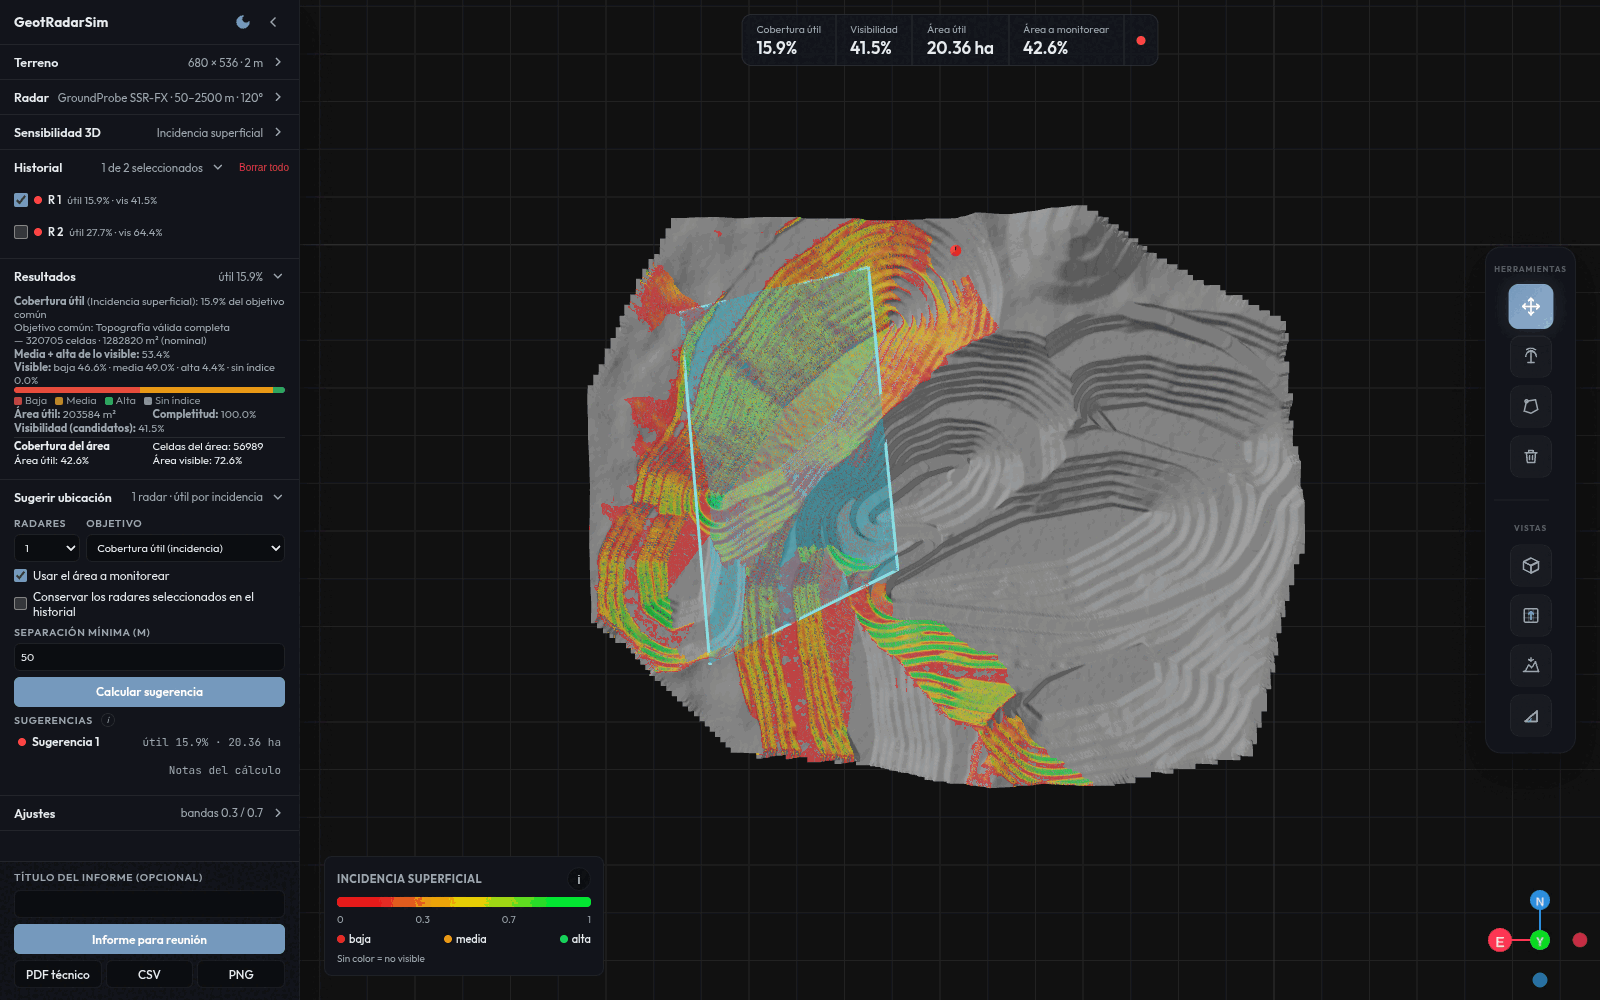 GeotRadarSim
Terreno 680 × 536 · 2 m
Radar GroundProbe SSR-FX · 50–2500 m · 120°
Sensibilidad 3D Incidencia superficial
Historial 1 de 2 seleccionados Borrar todo
R 1 útil 15.9% · vis 41.5%
R 2 útil 27.7% · vis 64.4%
Resultados útil 15.9%
Cobertura útil (Incidencia superficial): 15.9% del objetivo
común
Objetivo común: Topografía válida completa
— 320705 celdas · 1282820 m² (nominal)
Media + alta de lo visible: 53.4%
Visible: baja 46.6% · media 49.0% · alta 4.4% · sin índice
0.0%
Baja Media Alta Sin índice
Área útil: 203584 m² Completitud: 100.0%
Visibilidad (candidatos): 41.5%
Cobertura del área Celdas del área: 56989
Área útil: 42.6% Área visible: 72.6%
Sugerir ubicación 1 radar · útil por incidencia
RADARES OBJETIVO
1 Cobertura útil (incidencia)
Usar el área a monitorear
Conservar los radares seleccionados en el
historial
SEPARACIÓN MÍNIMA (M)
50
Calcular sugerencia
SUGERENCIAS i
Sugerencia 1 útil 15.9% · 20.36 ha
Notas del cálculo
Ajustes bandas 0.3 / 0.7
TÍTULO DEL INFORME (OPCIONAL)
Informe para reunión
PDF técnico CSV PNG
Cobertura útil Visibilidad Área útil Área a monitorear
15.9% 41.5% 20.36 ha 42.6%
INCIDENCIA SUPERFICIAL i
0 0.3 0.7 1
baja media alta
Sin color = no visible
HERRAMIENTAS
VISTAS
N
E Y